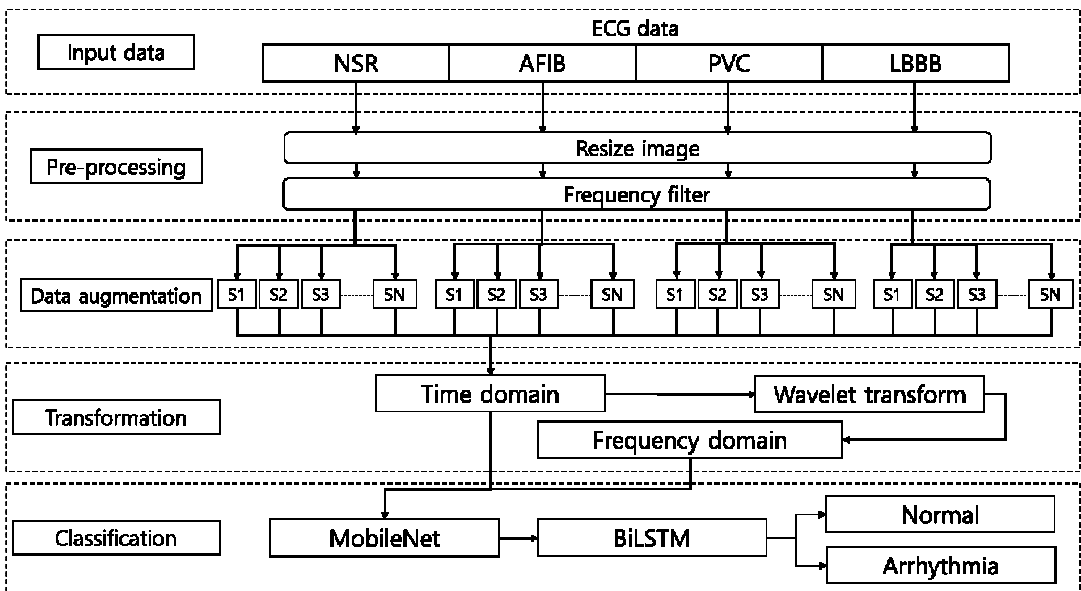 ECG data
Input data
NSR AFIB PVC LBBB
Resize image
Pre-processing
Frequency filter
Data augmentation
S1 S2 S3 SN S1 S2 S3 SN S1 S2 S3 SN S1 S2 S3 SN
Time domain
Wavelet transform
Transformation
Frequency domain
Classification
MobileNet
BiLSTM
Normal
Arrhythmia